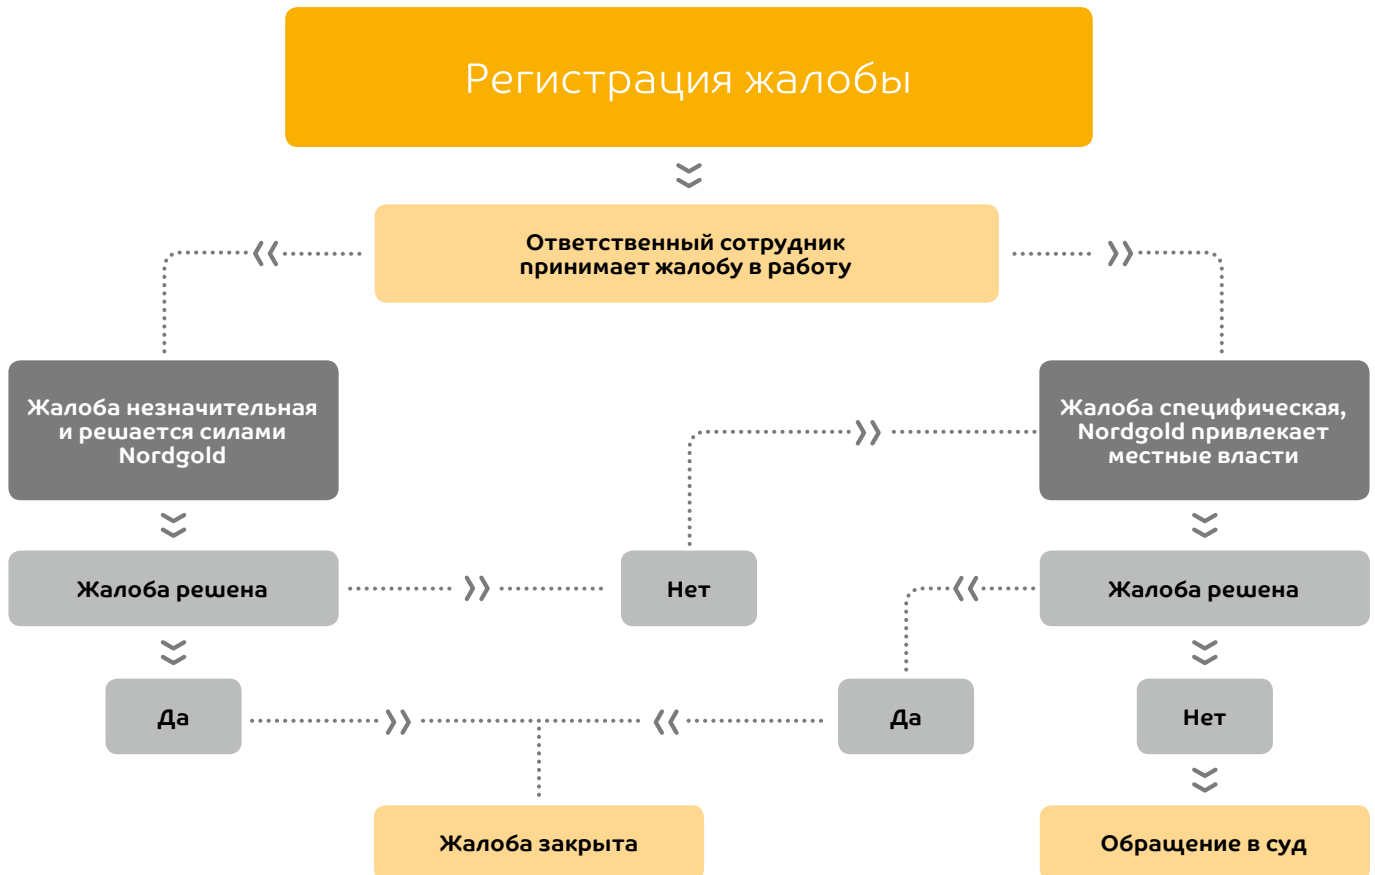 Регистрация жалобы
Ответственный сотрудник
принимает жалобу в работу
Жалоба незначительная
и решается силами
Nordgold
Жалоба специфическая,
Nordgold привлекает
местные власти
Жалоба решена
Нет
Жалоба решена
Да
Да
Нет
Жалоба закрыта
Обращение в суд